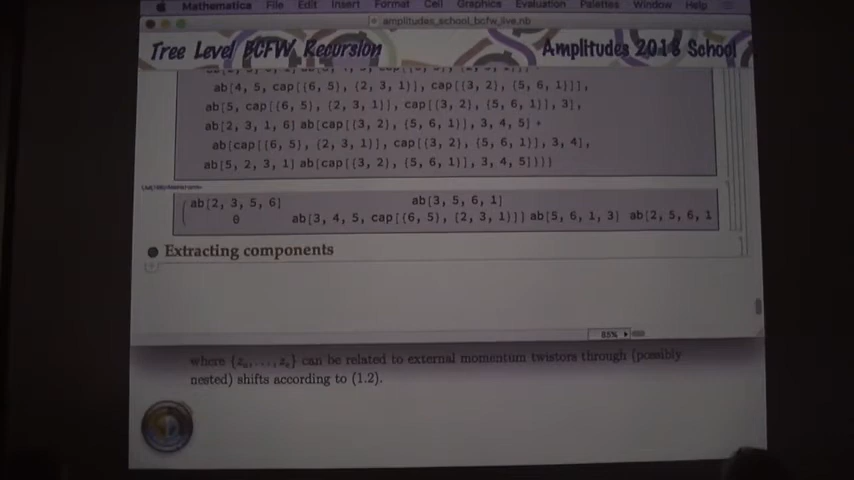 Mathematica File Edit Insert Format Cell Graphics Evaluation Palettes Window Help
amplitudes_school_bcfw_live.nb
Tree Level BCFW Recursion
Amplitudes 2018 School
ab[4, 5, cap[{6, 5}, {2, 3, 1}], cap[{3, 2}, {5, 6, 1}]],
ab[5, cap[{6, 5}, {2, 3, 1}], cap[{3, 2}, {5, 6, 1}], 3],
ab[2, 3, 1, 6] ab[cap[{3, 2}, {5, 6, 1}], 3, 4, 5] +
ab[cap[{6, 5}, {2, 3, 1}], cap[{3, 2}, {5, 6, 1}], 3, 4],
ab[5, 2, 3, 1] ab[cap[{3, 2}, {5, 6, 1}], 3, 4, 5]}}}
ab[2, 3, 5, 6] ab[3, 5, 6, 1]
0 ab[3, 4, 5, cap[{6, 5}, {2, 3, 1}]] ab[5, 6, 1, 3] ab[2, 5, 6, 1
Extracting components
85%
where {z_a, ..., z_c} can be related to external momentum twistors through (possibly
nested) shifts according to (1.2).